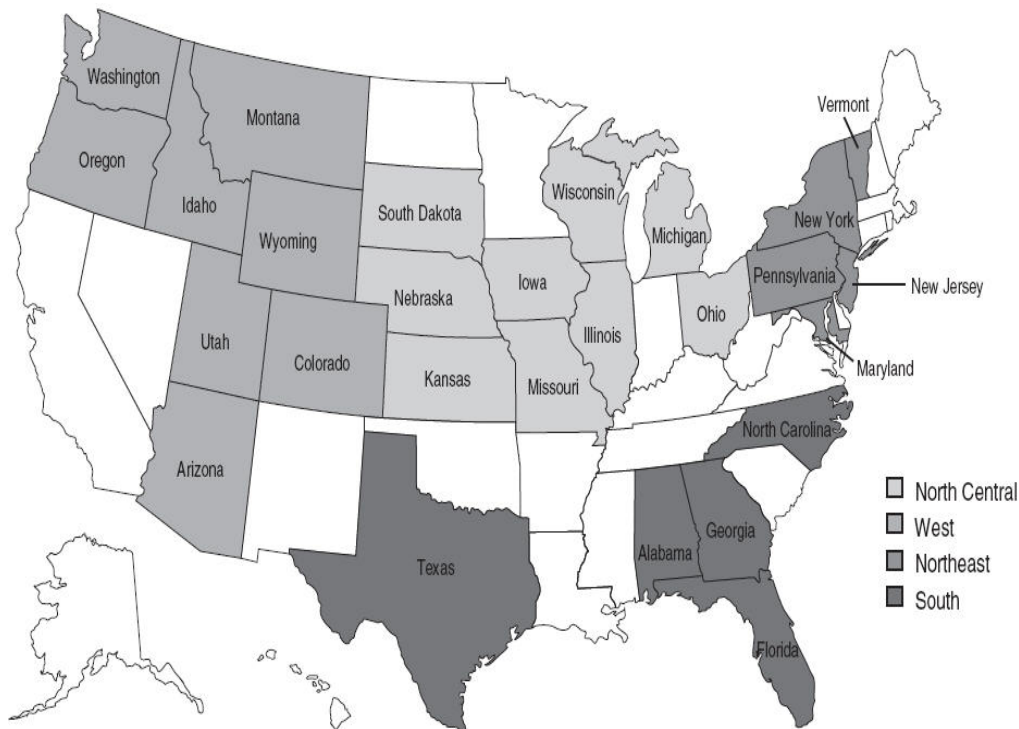 Washington
Montana
Vermont
Oregon
Idaho
South Dakota
Wisconsin
Wyoming
Michigan
New York
Nebraska
Iowa
Pennsylvania
New Jersey
Utah
Colorado
Illinois
Ohio
Kansas
Missouri
Maryland
Arizona
North Carolina
North Central
West
Northeast
South
Georgia
Alabama
Texas
Florida